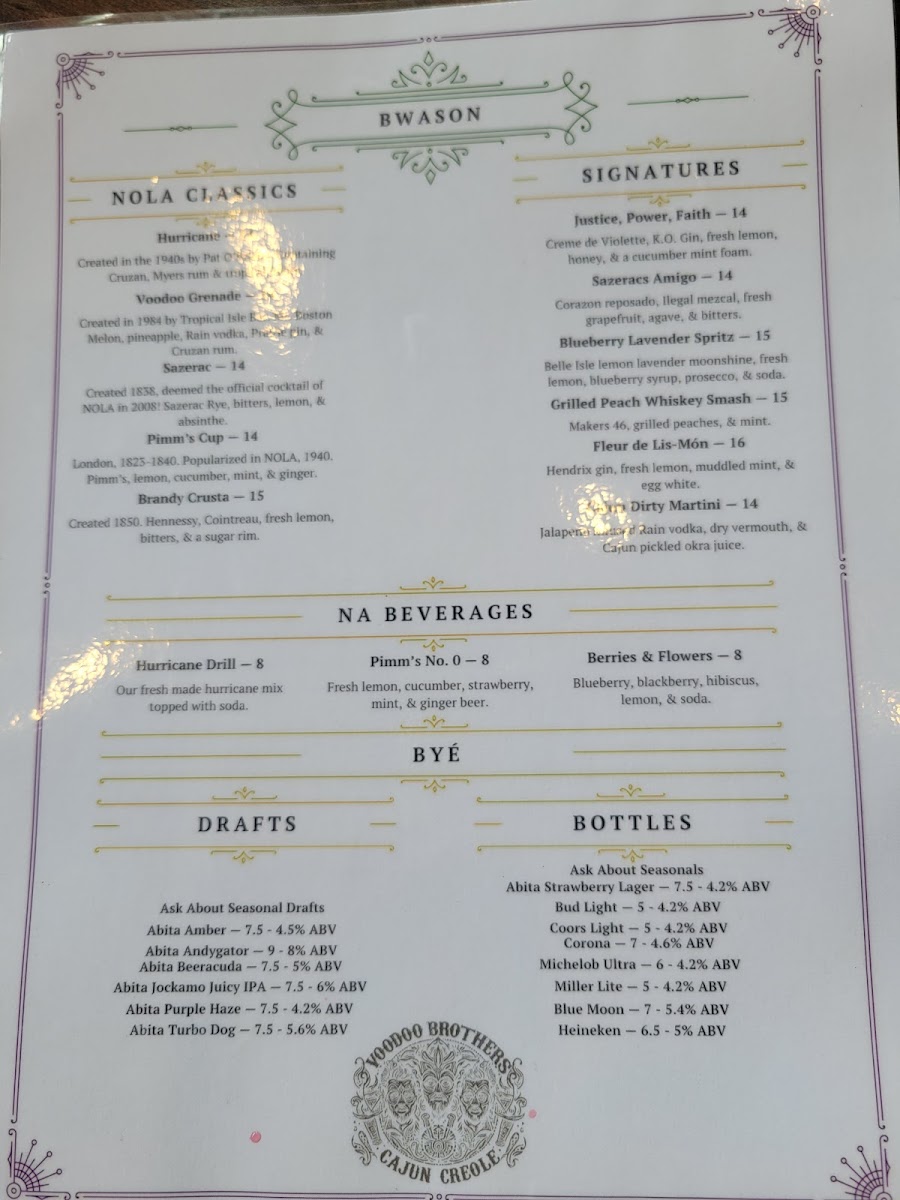 BWASON
NOLA CLASSICS
Hurricane —
Created in the 1940s by Pat
Cruzan, Myers rum &
Voodoo Grenade —
Created in 1984 by Tropical Isle
Melon, pineapple, Rain vodka, gin, &
Cruzan rum.
Sazerac — 14
Created 1838, deemed the official cocktail of
NOLA in 2008! Sazerac Rye, bitters, lemon, &
absinthe.
Pimm's Cup — 14
London, 1823-1840. Popularized in NOLA, 1940.
Pimm's, lemon, cucumber, mint, & ginger.
Brandy Crusta — 15
Created 1850. Hennessy, Cointreau, fresh lemon,
bitters, & a sugar rim.
SIGNATURES
Justice, Power, Faith — 14
Creme de Violette, K.O. Gin, fresh lemon,
honey, & a cucumber mint foam.
Sazeracs Amigo — 14
Corazon reposado, Ilegal mezcal, fresh
grapefruit, agave, & bitters.
Blueberry Lavender Spritz — 15
Belle Isle lemon lavender moonshine, fresh
lemon, blueberry syrup, prosecco, & soda.
Grilled Peach Whiskey Smash — 15
Makers 46, grilled peaches, & mint.
Fleur de Lis-Món — 16
Hendrix gin, fresh lemon, muddled mint, &
egg white.
Dirty Martini — 14
Rain vodka, dry vermouth, &
Cajun pickled okra juice.
NA BEVERAGES
Hurricane Drill — 8
Our fresh made hurricane mix
topped with soda.
Pimm's No. 0 — 8
Fresh lemon, cucumber, strawberry,
mint, & ginger beer.
Berries & Flowers — 8
Blueberry, blackberry, hibiscus,
lemon, & soda.
BYÉ
DRAFTS
Ask About Seasonal Drafts
Abita Amber — 7.5 - 4.5% ABV
Abita Andygator — 9 - 8% ABV
Abita Beeracuda — 7.5 - 5% ABV
Abita Jockamo Juicy IPA — 7.5 - 6% ABV
Abita Purple Haze — 7.5 - 4.2% ABV
Abita Turbo Dog — 7.5 - 5.6% ABV
BOTTLES
Ask About Seasonals
Abita Strawberry Lager — 7.5 - 4.2% ABV
Bud Light — 5 - 4.2% ABV
Coors Light — 5 - 4.2% ABV
Corona — 7 - 4.6% ABV
Michelob Ultra — 6 - 4.2% ABV
Miller Lite — 5 - 4.2% ABV
Blue Moon — 7 - 5.4% ABV
Heineken — 6.5 - 5% ABV
VOODOO BROTHERS
CAJUN CREOLE